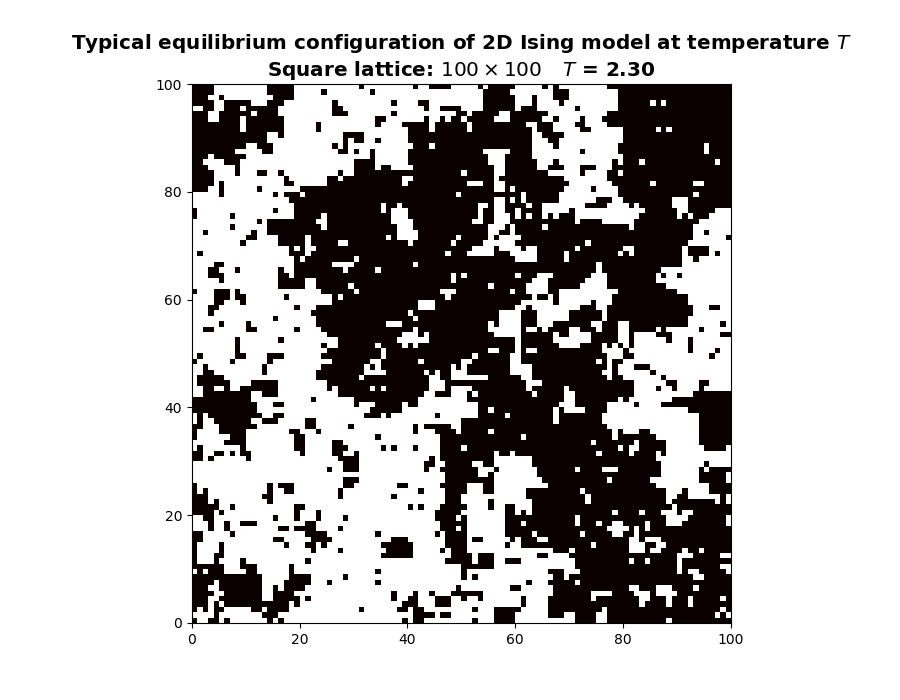 Typical equilibrium configuration of 2D Ising model at temperature T
Square lattice: 100 × 100 T = 2.30
100
80
60
40
20
0
0 20 40 60 80 100